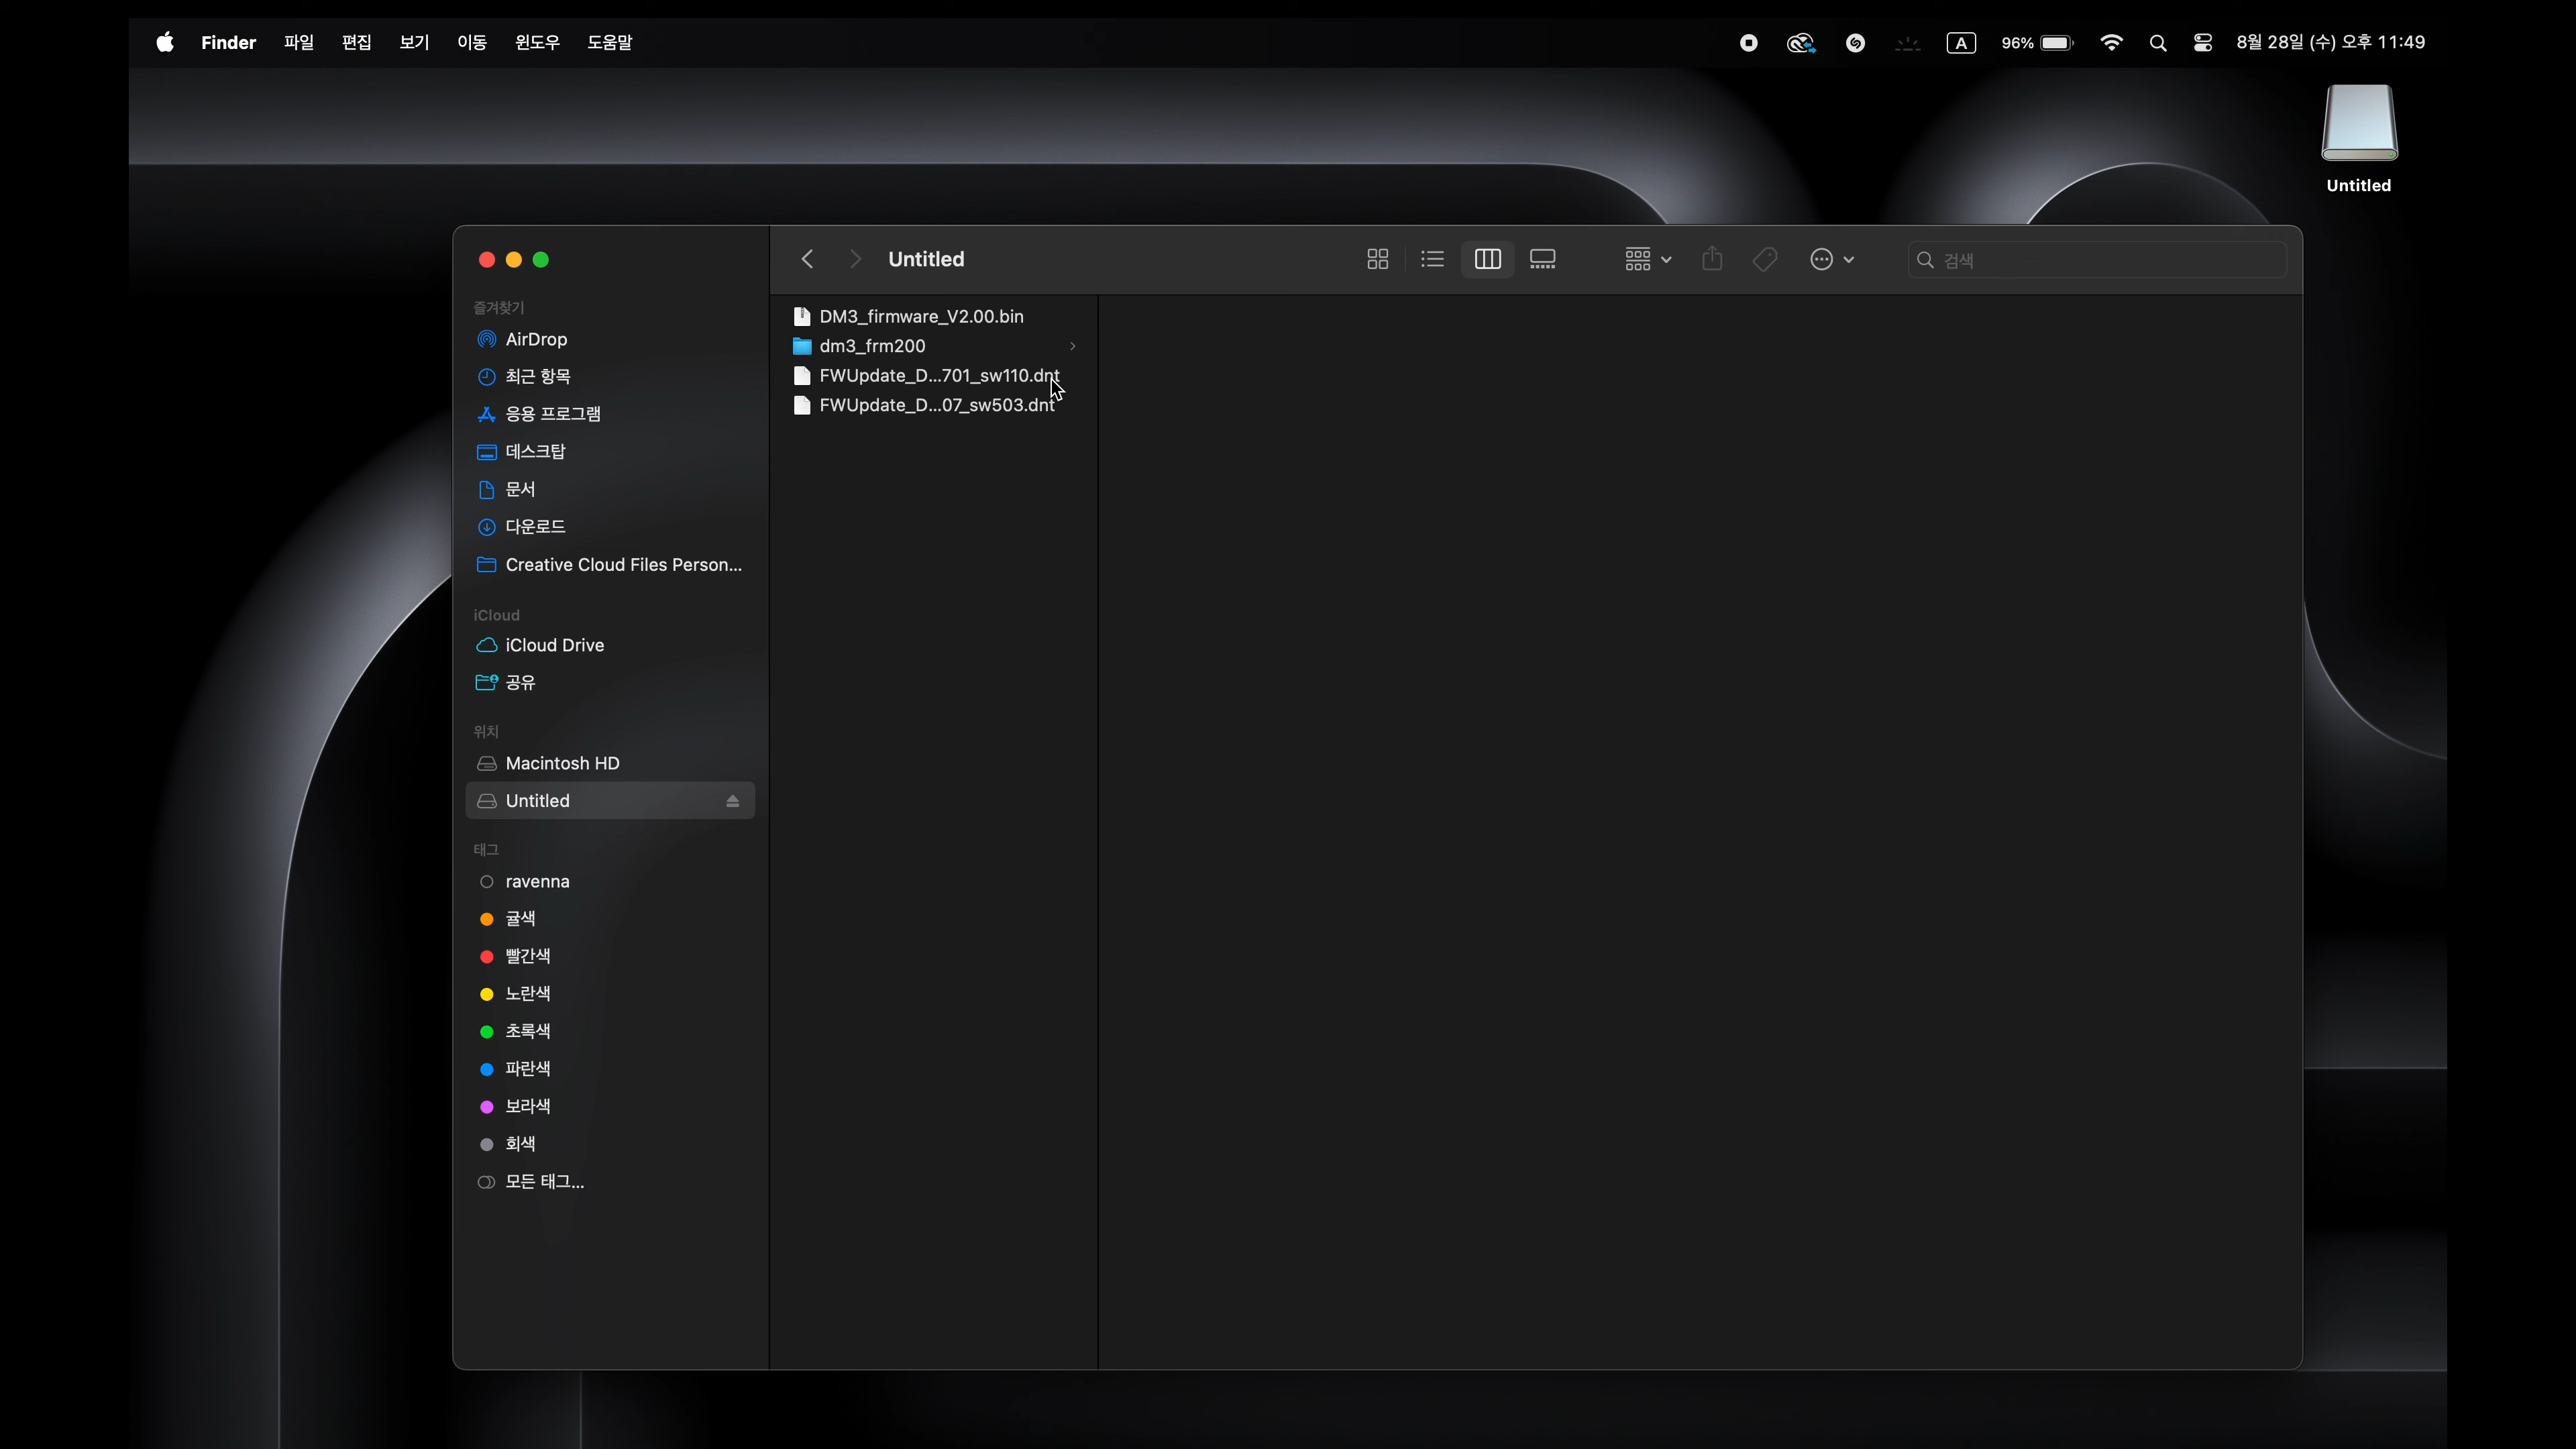 Finder 파일 편집 보기 이동 윈도우 도움말 A 96% 8월 28일 (수) 오후 11:49
Untitled
Untitled
검색
즐겨찾기
AirDrop
최근 항목
응용 프로그램
데스크탑
문서
다운로드
Creative Cloud Files Person...
iCloud
iCloud Drive
공유
위치
Macintosh HD
Untitled
태그
ravenna
귤색
빨간색
노란색
초록색
파란색
보라색
회색
모든 태그...
DM3_firmware_V2.00.bin
dm3_frm200
FWUpdate_D...701_sw110.dnt
FWUpdate_D...07_sw503.dnt